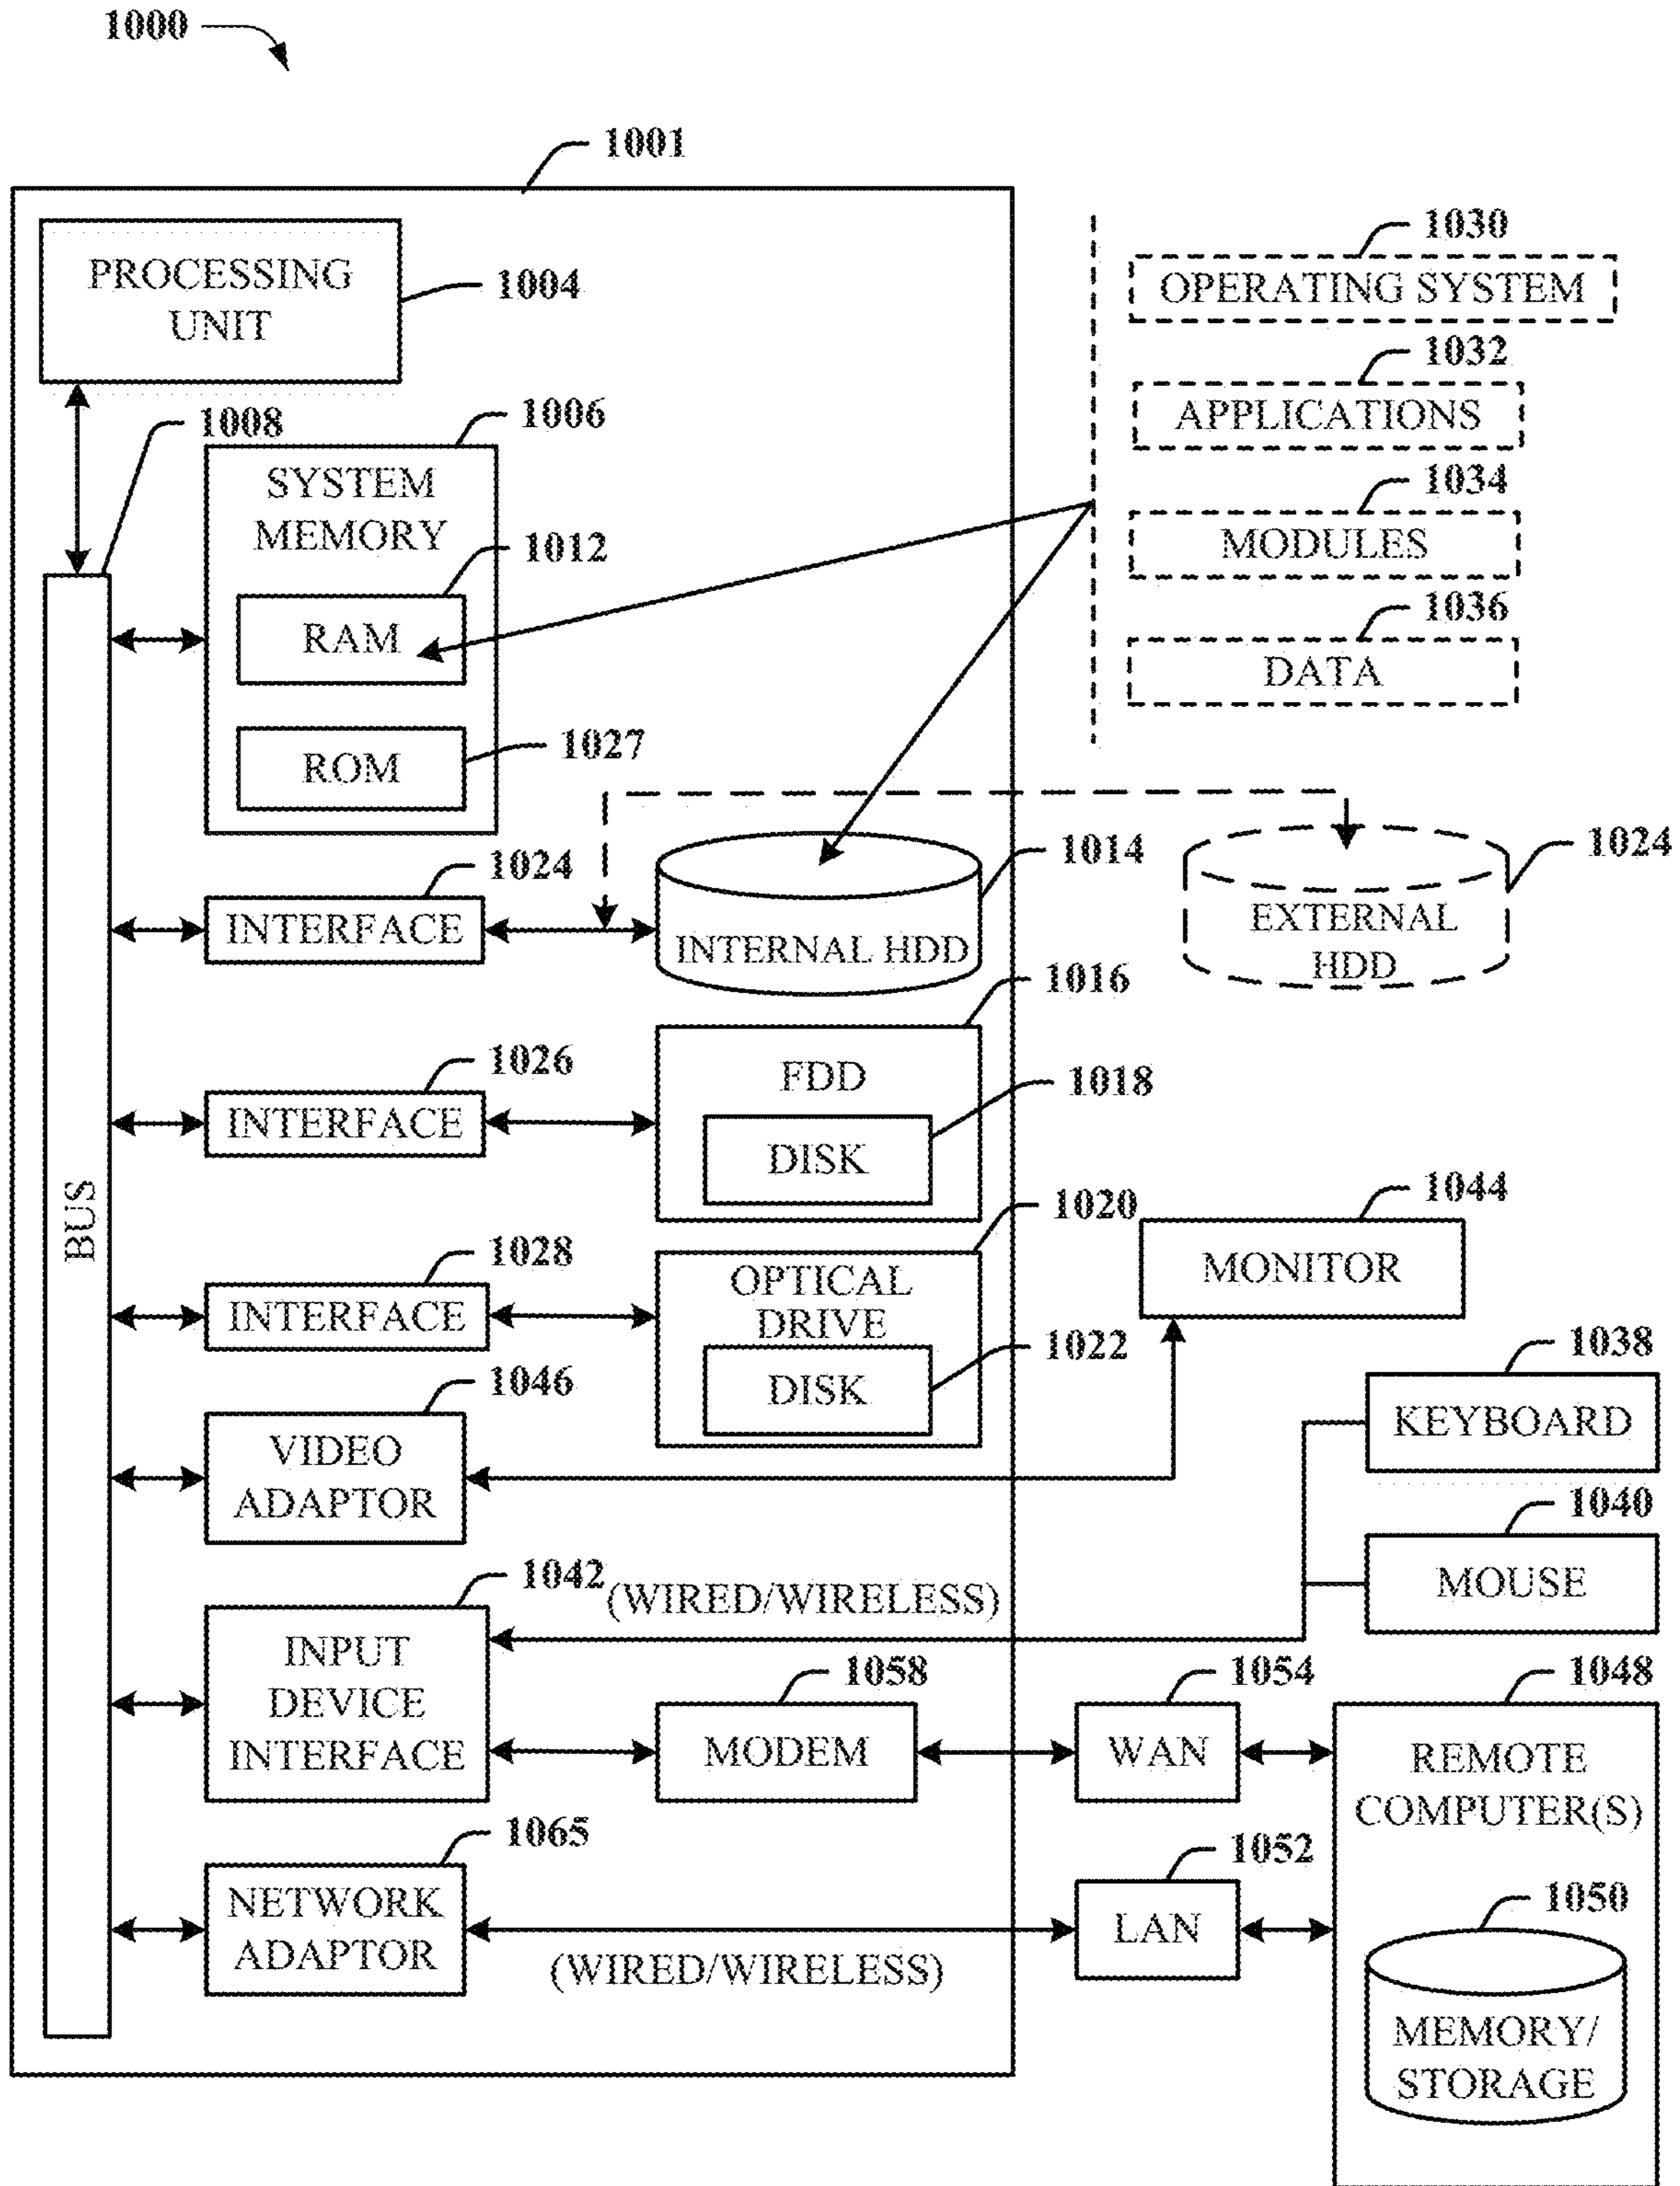 1000
1001
PROCESSING
UNIT
1004
1030
OPERATING SYSTEM
1032
APPLICATIONS
1034
MODULES
1036
DATA
1008
1006
SYSTEM
MEMORY
1012
RAM
1027
ROM
1024
INTERFACE
1014
INTERNAL HDD
1024
EXTERNAL
HDD
1026
INTERFACE
1016
FDD
1018
DISK
BUS
1028
INTERFACE
1020
OPTICAL
DRIVE
1022
DISK
1044
MONITOR
1046
VIDEO
ADAPTOR
1038
KEYBOARD
1040
MOUSE
1042
(WIRED/WIRELESS)
INPUT
DEVICE
INTERFACE
1058
MODEM
1054
WAN
1048
REMOTE
COMPUTER(S)
1065
NETWORK
ADAPTOR
(WIRED/WIRELESS)
1052
LAN
1050
MEMORY/
STORAGE